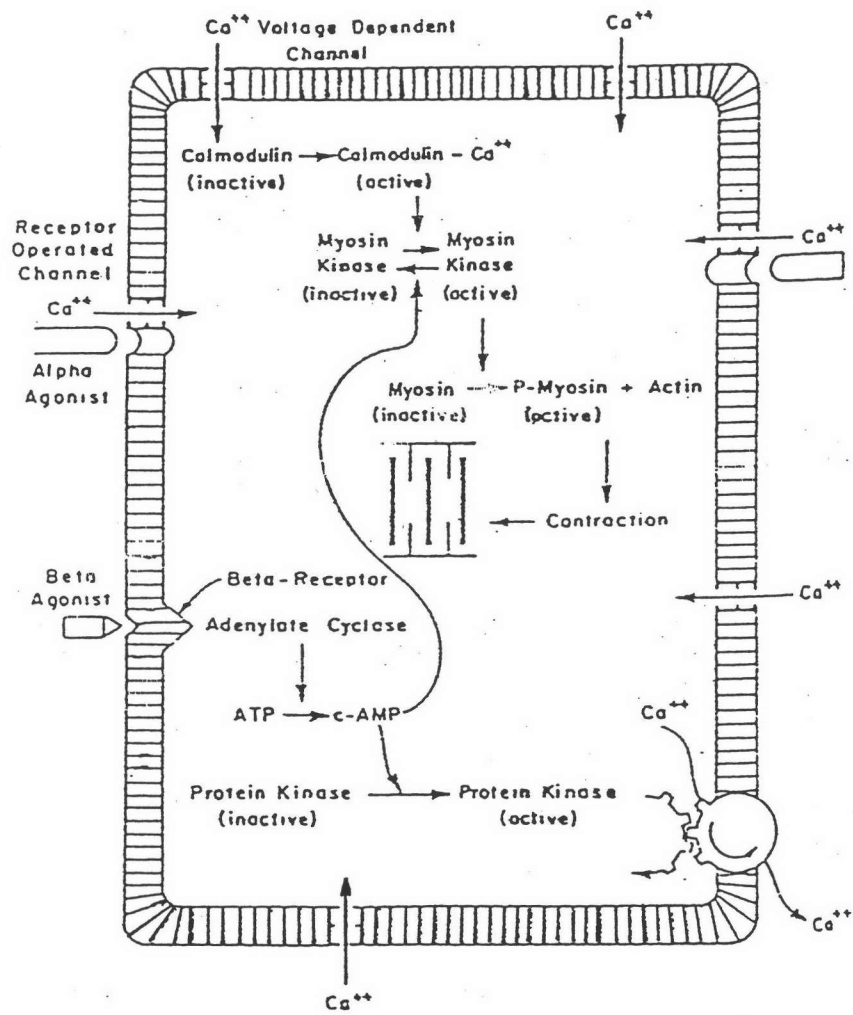 Ca⁺⁺ Voltage Dependent
Channel
Ca⁺⁺
Calmodulin → Calmodulin - Ca⁺⁺
(inactive) (active)
Receptor
Operated
Channel
Ca⁺⁺
Myosin → Myosin
Kinase ← Kinase
(inactive) (active)
Ca⁺⁺
Alpha
Agonist
Myosin → P-Myosin + Actin
(inactive) (active)
Contraction
Beta
Agonist
Beta-Receptor
Adenylate Cyclase
Ca⁺⁺
ATP → c-AMP
Ca⁺⁺
Protein Kinase → Protein Kinase
(inactive) (active)
Ca⁺⁺
Ca⁺⁺